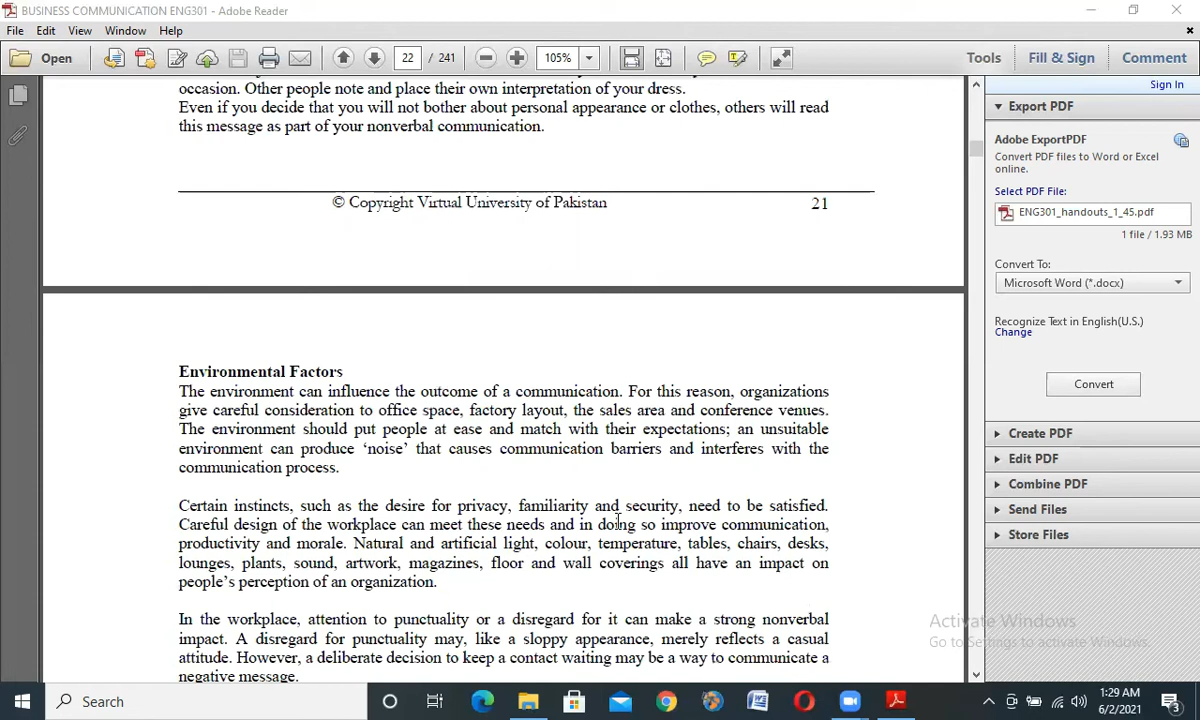 BUSINESS COMMUNICATION ENG301 - Adobe Reader
File Edit View Window Help
Open 22 / 241 105% Tools Fill & Sign Comment
occasion. Other people note and place their own interpretation of your dress.
Even if you decide that you will not bother about personal appearance or clothes, others will read
this message as part of your nonverbal communication.
© Copyright Virtual University of Pakistan 21
Environmental Factors
The environment can influence the outcome of a communication. For this reason, organizations
give careful consideration to office space, factory layout, the sales area and conference venues.
The environment should put people at ease and match with their expectations; an unsuitable
environment can produce ‘noise’ that causes communication barriers and interferes with the
communication process.
Certain instincts, such as the desire for privacy, familiarity and security, need to be satisfied.
Careful design of the workplace can meet these needs and in doing so improve communication,
productivity and morale. Natural and artificial light, colour, temperature, tables, chairs, desks,
lounges, plants, sound, artwork, magazines, floor and wall coverings all have an impact on
people’s perception of an organization.
In the workplace, attention to punctuality or a disregard for it can make a strong nonverbal
impact. A disregard for punctuality may, like a sloppy appearance, merely reflects a casual
attitude. However, a deliberate decision to keep a contact waiting may be a way to communicate a
negative message.
Sign In
Export PDF
Adobe ExportPDF
Convert PDF files to Word or Excel
online.
Select PDF File:
ENG301_handouts_1_45.pdf
1 file / 1.93 MB
Convert To:
Microsoft Word (*.docx)
Recognize Text in English(U.S.)
Change
Convert
Create PDF
Edit PDF
Combine PDF
Send Files
Store Files
Activate Windows
Go to Settings to activate Windows.
Search
1:29 AM
6/2/2021
3